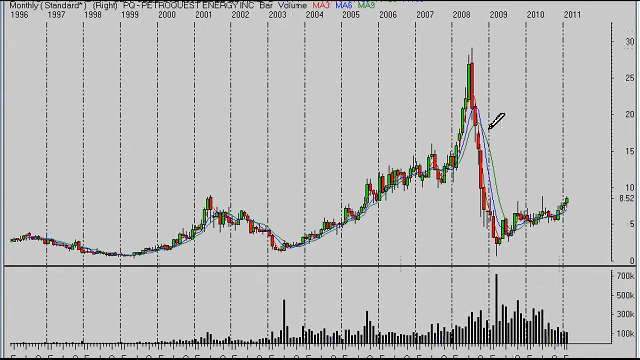 Monthly (Standard*) (Right) PQ - PETROQUEST ENERGY INC Bar Volume MA3 MA6 MA9
1996 1997 1998 1999 2000 2001 2002 2003 2004 2005 2006 2007 2008 2009 2010 2011
30
25
20
15
10
8.52
5
0
700k
500k
300k
100k